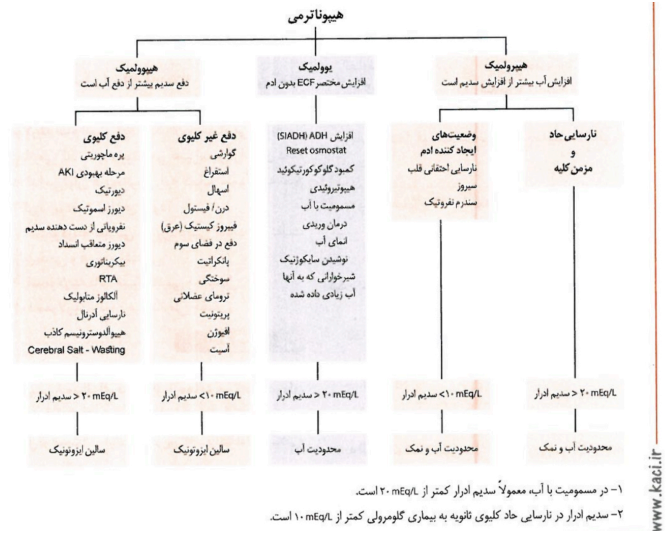 هیپوناترمی
هیپرولمیک
افزایش آب بیشتر از افزایش سدیم است
یوولمیک
افزایش مختصر ECF بدون ادم
هیپوولمیک
دفع سدیم بیشتر از دفع آب است
نارسایی حاد
و
مزمن کلیه
وضعیت‌های
ایجاد کننده ادم
نارسایی احتقانی قلب
سیروز
سندرم نفروتیک
افزایش ADH (SIADH)
Reset osmostat
کمبود گلوکوکورتیکوئید
هیپوتیروئیدی
مسمومیت با آب
درمان وریدی
انمای آب
نوشیدن سایکوژنیک
شیرخوارانی که به آنها
آب زیادی داده شده
دفع غیر کلیوی
گوارشی
استفراغ
اسهال
درن/ فیستول
فیبروز کیستیک (عرق)
دفع در فضای سوم
پانکراتیت
سوختگی
ترومای عضلانی
پریتونیت
افیوژن
آسیت
دفع کلیوی
پره ماچوریتی
مرحله بهبودی AKI
دیورتیک
دیورز اسموتیک
نفروپاتی از دست دهنده سدیم
دیورز متعاقب انسداد
بیکربناتوری
RTA
آلکالوز متابولیک
نارسایی آدرنال
هیپوآلدوسترونیسم کاذب
Cerebral Salt - Wasting
سدیم ادرار > ۲۰ mEq/L
سدیم ادرار < ۱۰ mEq/L
سدیم ادرار > ۲۰ mEq/L
سدیم ادرار < ۱۰ mEq/L
سدیم ادرار > ۲۰ mEq/L
محدودیت آب و نمک
محدودیت آب و نمک
محدودیت آب
سالین ایزوتونیک
سالین ایزوتونیک
۱- در مسمومیت با آب، معمولاً سدیم ادرار کمتر از ۲۰ mEq/L است.
۲- سدیم ادرار در نارسایی حاد کلیوی ثانویه به بیماری گلومرولی کمتر از ۱۰ mEq/L است.
www.kaci.ir